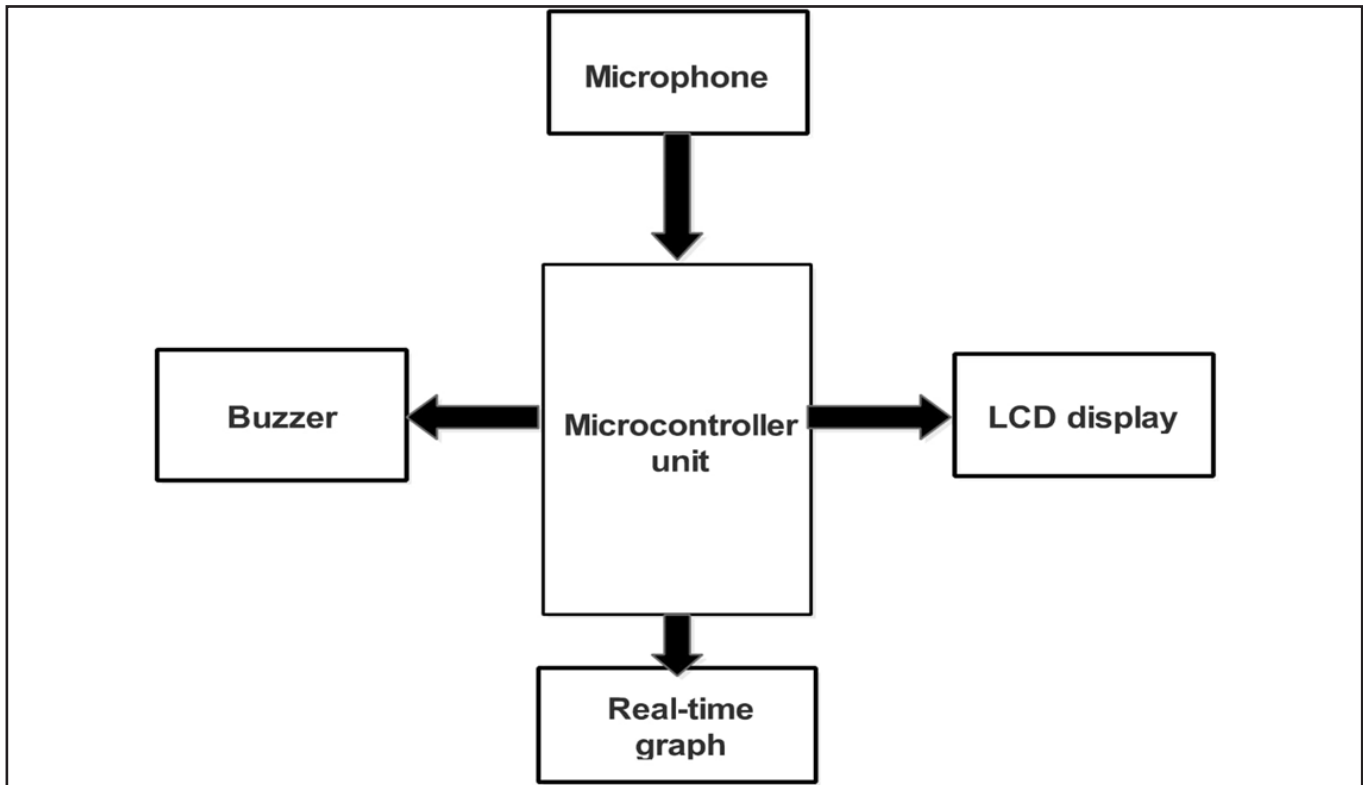 Microphone
Buzzer
Microcontroller
unit
LCD display
Real-time
graph